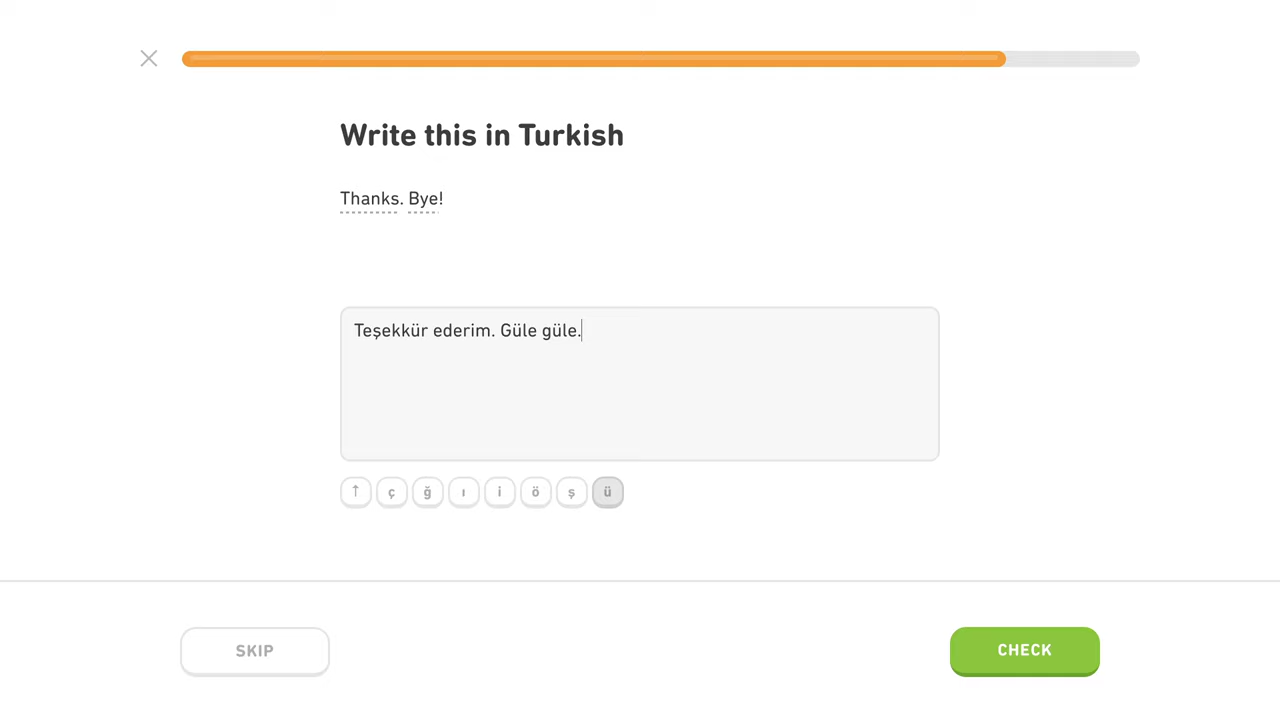 Write this in Turkish
Thanks. Bye!
Teşekkür ederim. Güle güle.
↑ ç ğ ı i ö ş ü
SKIP
CHECK